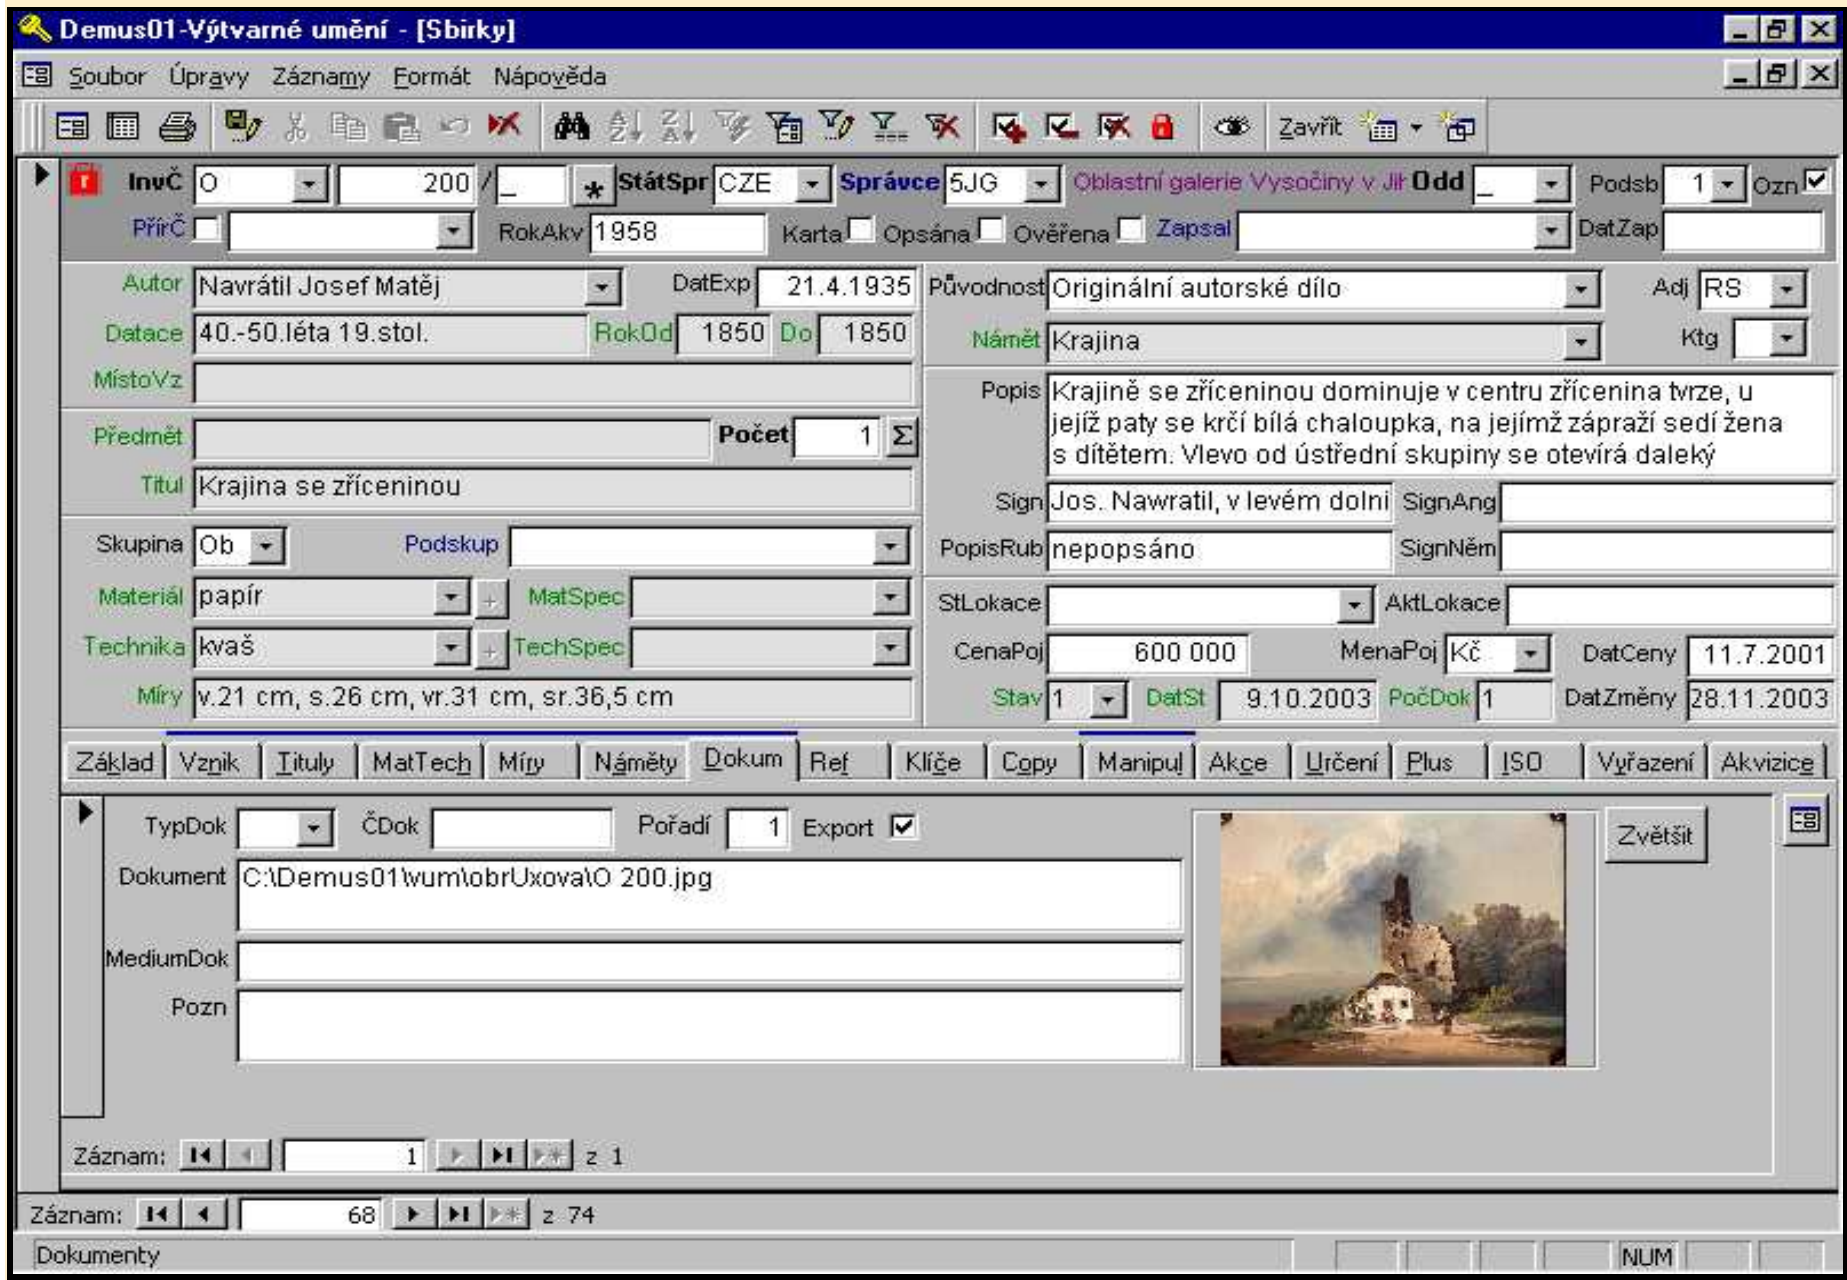 Demus01-Výtvarné umění - [Sbirky]
Soubor Úpravy Záznamy Formát Nápověda
Zavřít
InvČ O 200 / _ * StátSpr CZE Správce 5JG Oblastní galerie Vysočiny v Jih Odd _ Podsb 1 Ozn
PřírČ RokAkv 1958 Karta Opsána Ověřena Zapsal DatZap
Autor Navrátil Josef Matěj DatExp 21.4.1935 Původnost Originální autorské dílo Adj RS
Datace 40.-50.léta 19.stol. RokOd 1850 Do 1850 Námět Krajina Ktg
MístoVz
Popis Krajině se zříceninou dominuje v centru zřícenina tvrze, u
jejíž paty se krčí bílá chaloupka, na jejímž zápraží sedí žena
s dítětem. Vlevo od ústřední skupiny se otevírá daleký
Předmět Počet 1 Σ
Titul Krajina se zříceninou
Sign Jos. Nawratil, v levém dolni SignAng
Skupina Ob Podskup PopisRub nepopsáno SignNěm
Materiál papír + MatSpec StLokace AktLokace
Technika kvaš + TechSpec CenaPoj 600 000 MenaPoj Kč DatCeny 11.7.2001
Míry v.21 cm, s.26 cm, vr.31 cm, sr.36,5 cm Stav 1 DatSt 9.10.2003 PočDok 1 DatZměny 28.11.2003
Základ Vznik Tituly MatTech Míry Náměty Dokum Ref Klíče Copy Manipul Akce Určení Plus ISO Vyřazení Akvizice
TypDok ČDok Pořadí 1 Export Zvětšit
Dokument C:\Demus01\vum\obrUxova\O 200.jpg
MediumDok
Pozn
Záznam: 1 z 1
Záznam: 68 z 74
Dokumenty NUM